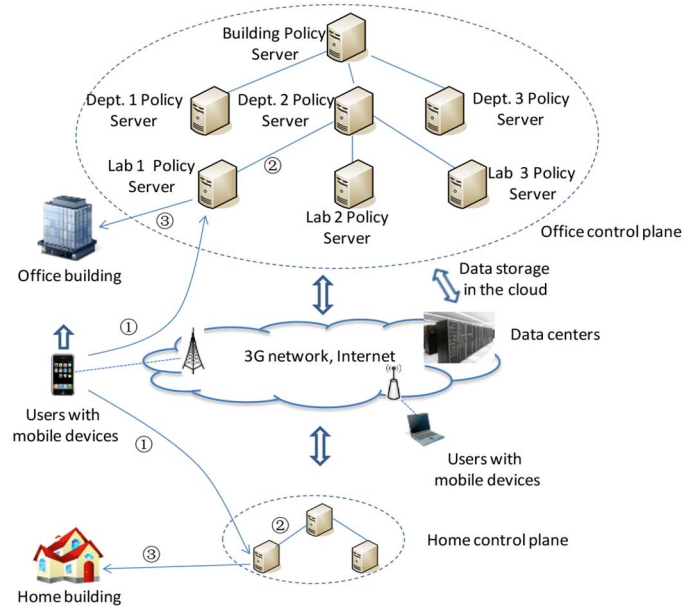 Building Policy
Server
Dept. 1 Policy
Server
Dept. 2 Policy
Server
Dept. 3 Policy
Server
②
Lab 1 Policy
Server
Lab 2 Policy
Server
Lab 3 Policy
Server
③
Office control plane
Office building
Data storage
in the cloud
①
Data centers
3G network, Internet
Users with
mobile devices
①
Users with
mobile devices
②
Home control plane
③
Home building